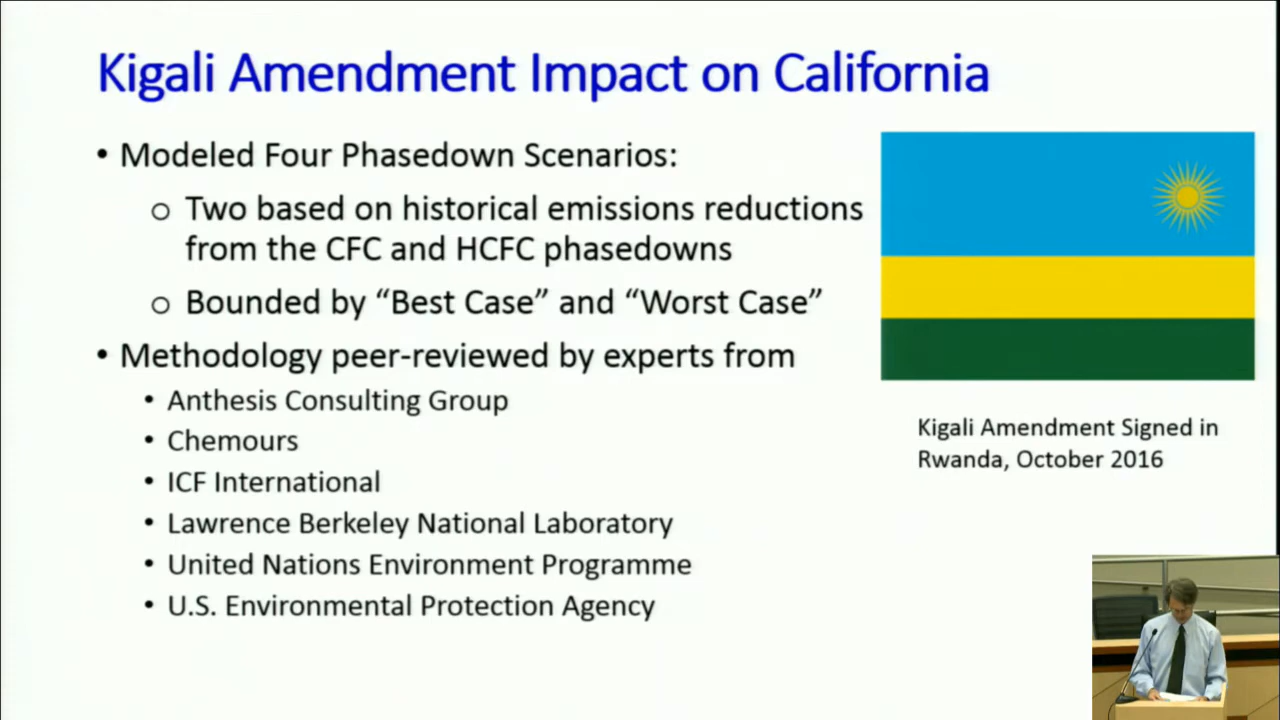 Kigali Amendment Impact on California
• Modeled Four Phasedown Scenarios:
o Two based on historical emissions reductions
from the CFC and HCFC phasedowns
o Bounded by “Best Case” and “Worst Case”
• Methodology peer-reviewed by experts from
• Anthesis Consulting Group
• Chemours
• ICF International
• Lawrence Berkeley National Laboratory
• United Nations Environment Programme
• U.S. Environmental Protection Agency
Kigali Amendment Signed in
Rwanda, October 2016